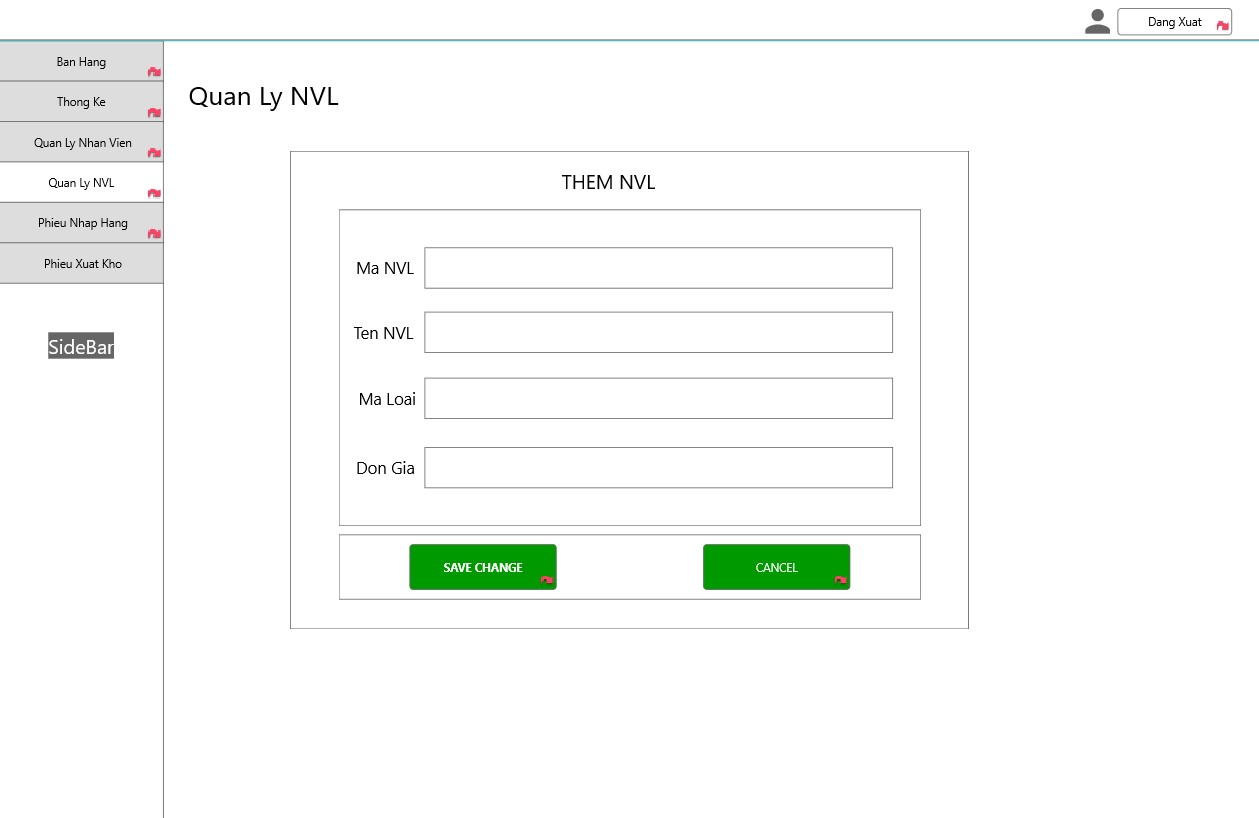 Dang Xuat
Ban Hang
Thong Ke
Quan Ly Nhan Vien
Quan Ly NVL
Phieu Nhap Hang
Phieu Xuat Kho
SideBar
Quan Ly NVL
THEM NVL
Ma NVL
Ten NVL
Ma Loai
Don Gia
SAVE CHANGE
CANCEL